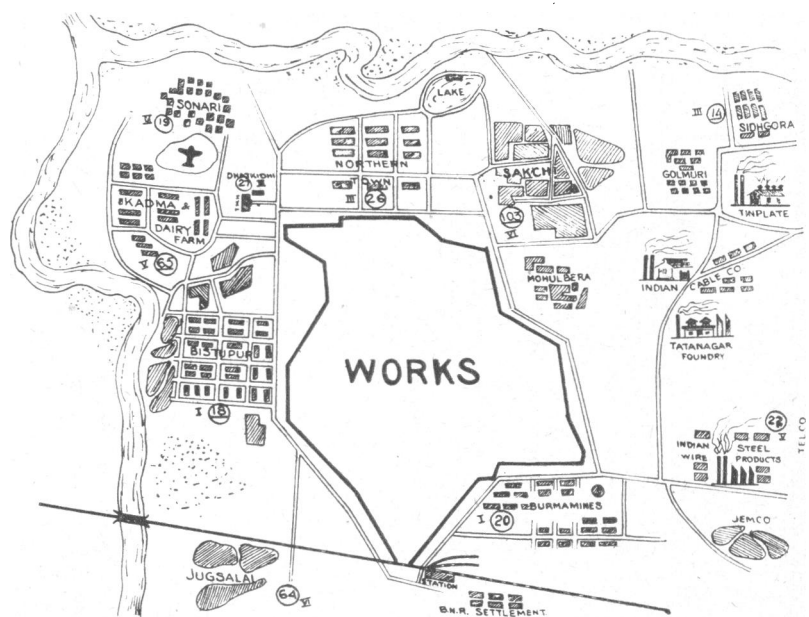 LAKE
SONARI
V 19
III 14
SIDHGORA
NORTHERN
TOWN
III 26
DHATKIDIH
27
LSAKCHI
103
VI
GOLMURI
TINPLATE
KADMA &
DAIRY
FARM
V 65
MOHULBERA
INDIAN
CABLE CO
TATANAGAR
FOUNDRY
BISTUPUR
WORKS
I 18
23
V
TELCO
INDIAN
WIRE
STEEL
PRODUCTS
BURMAMINES
I 20
JEMCO
JUGSALAI
64 VI
STATION
B.N.R. SETTLEMENT